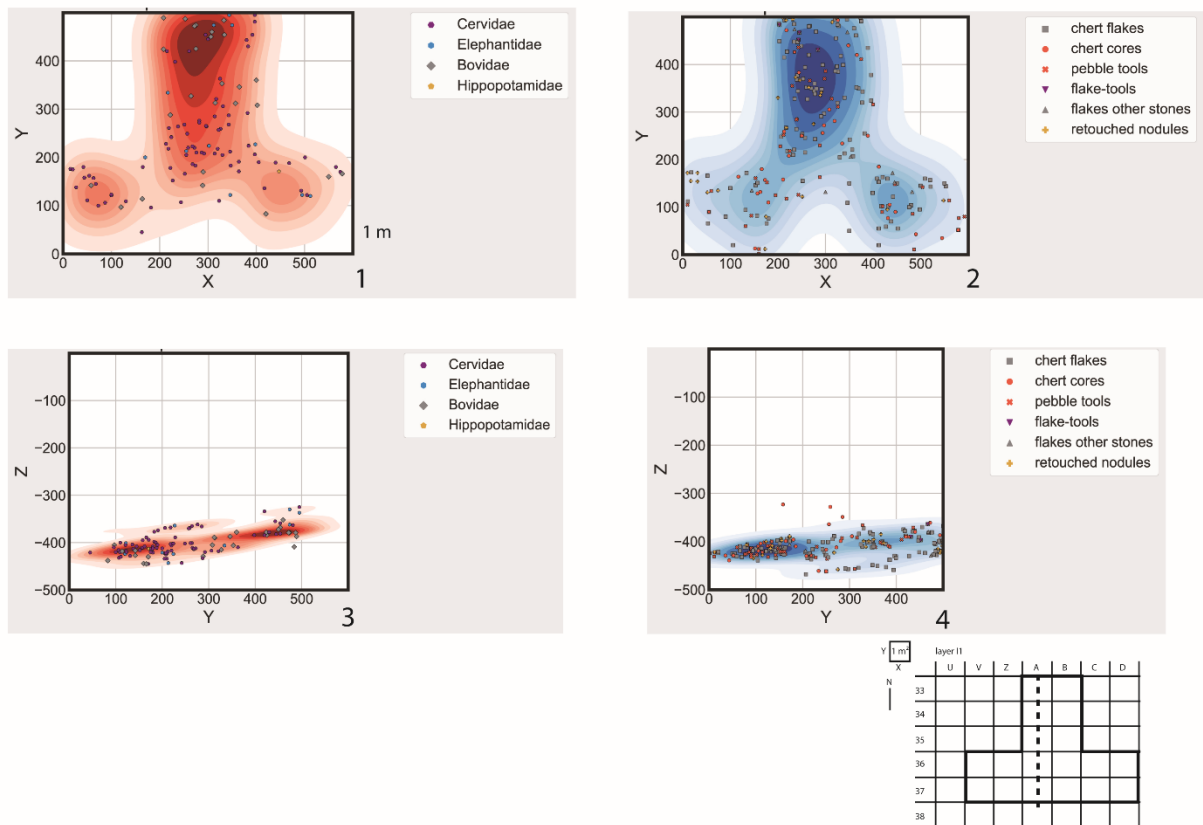 Cervidae
Elephantidae
Bovidae
Hippopotamidae
400
300
200
100
0
Y
0 100 200 300 400 500
X
1 m
1
chert flakes
chert cores
pebble tools
flake-tools
flakes other stones
retouched nodules
400
300
200
100
0
Y
0 100 200 300 400 500
X
2
Cervidae
Elephantidae
Bovidae
Hippopotamidae
−100
−200
−300
−400
−500
Z
0 100 200 300 400 500
Y
3
chert flakes
chert cores
pebble tools
flake-tools
flakes other stones
retouched nodules
−100
−200
−300
−400
−500
Z
0 100 200 300 400
Y
4
Y 1 m² layer I1
X
U V Z A B C D
N
33
34
35
36
37
38